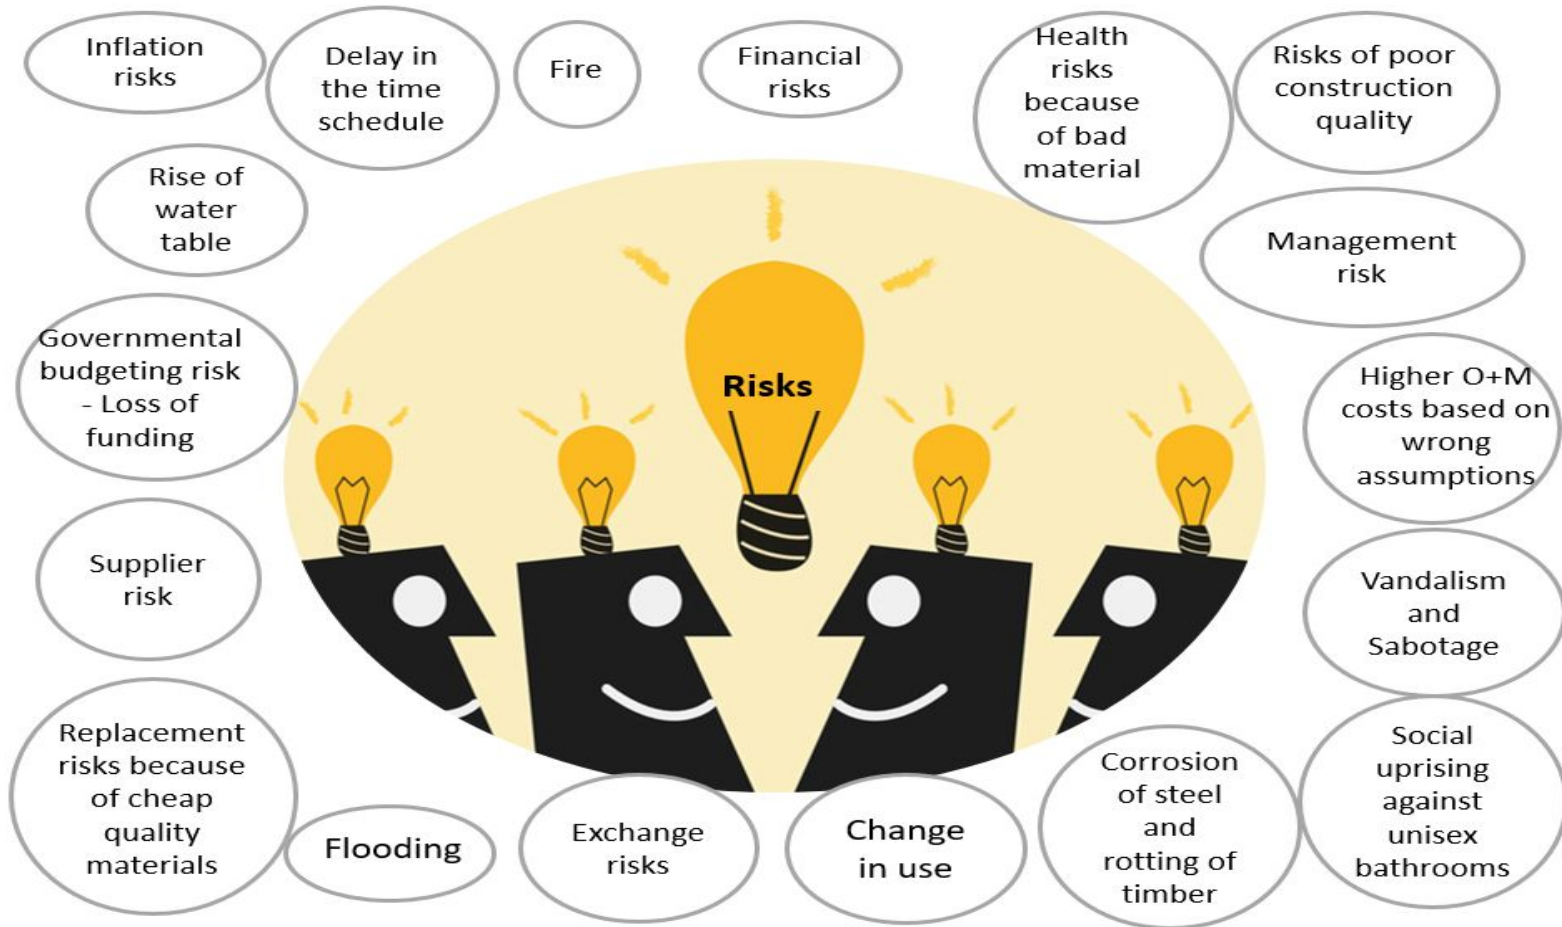 Inflation
risks
Delay in
the time
schedule
Fire
Financial
risks
Health
risks
because
of bad
material
Risks of poor
construction
quality
Rise of
water
table
Management
risk
Governmental
budgeting risk
- Loss of
funding
Risks
Higher O+M
costs based on
wrong
assumptions
Supplier
risk
Vandalism
and
Sabotage
Replacement
risks because
of cheap
quality
materials
Flooding
Exchange
risks
Change
in use
Corrosion
of steel
and
rotting of
timber
Social
uprising
against
unisex
bathrooms